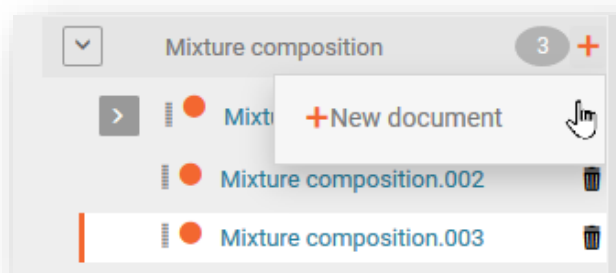 Mixture composition 3 +
Mixt
+New document
Mixture composition.002
Mixture composition.003